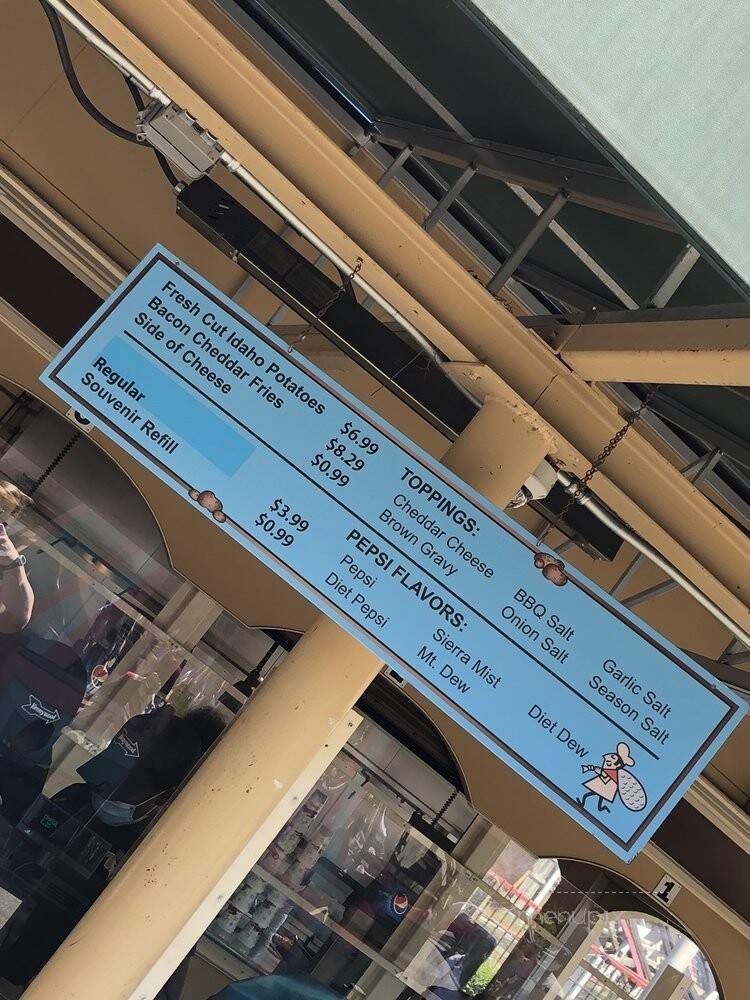 Fresh Cut Idaho Potatoes $6.99
Bacon Cheddar Fries $8.29
Side of Cheese $0.99
TOPPINGS:
Cheddar Cheese BBQ Salt Garlic Salt
Brown Gravy Onion Salt Season Salt
Regular $3.99
Souvenir Refill $0.99
PEPSI FLAVORS:
Pepsi Sierra Mist Diet Dew
Diet Pepsi Mt. Dew
1